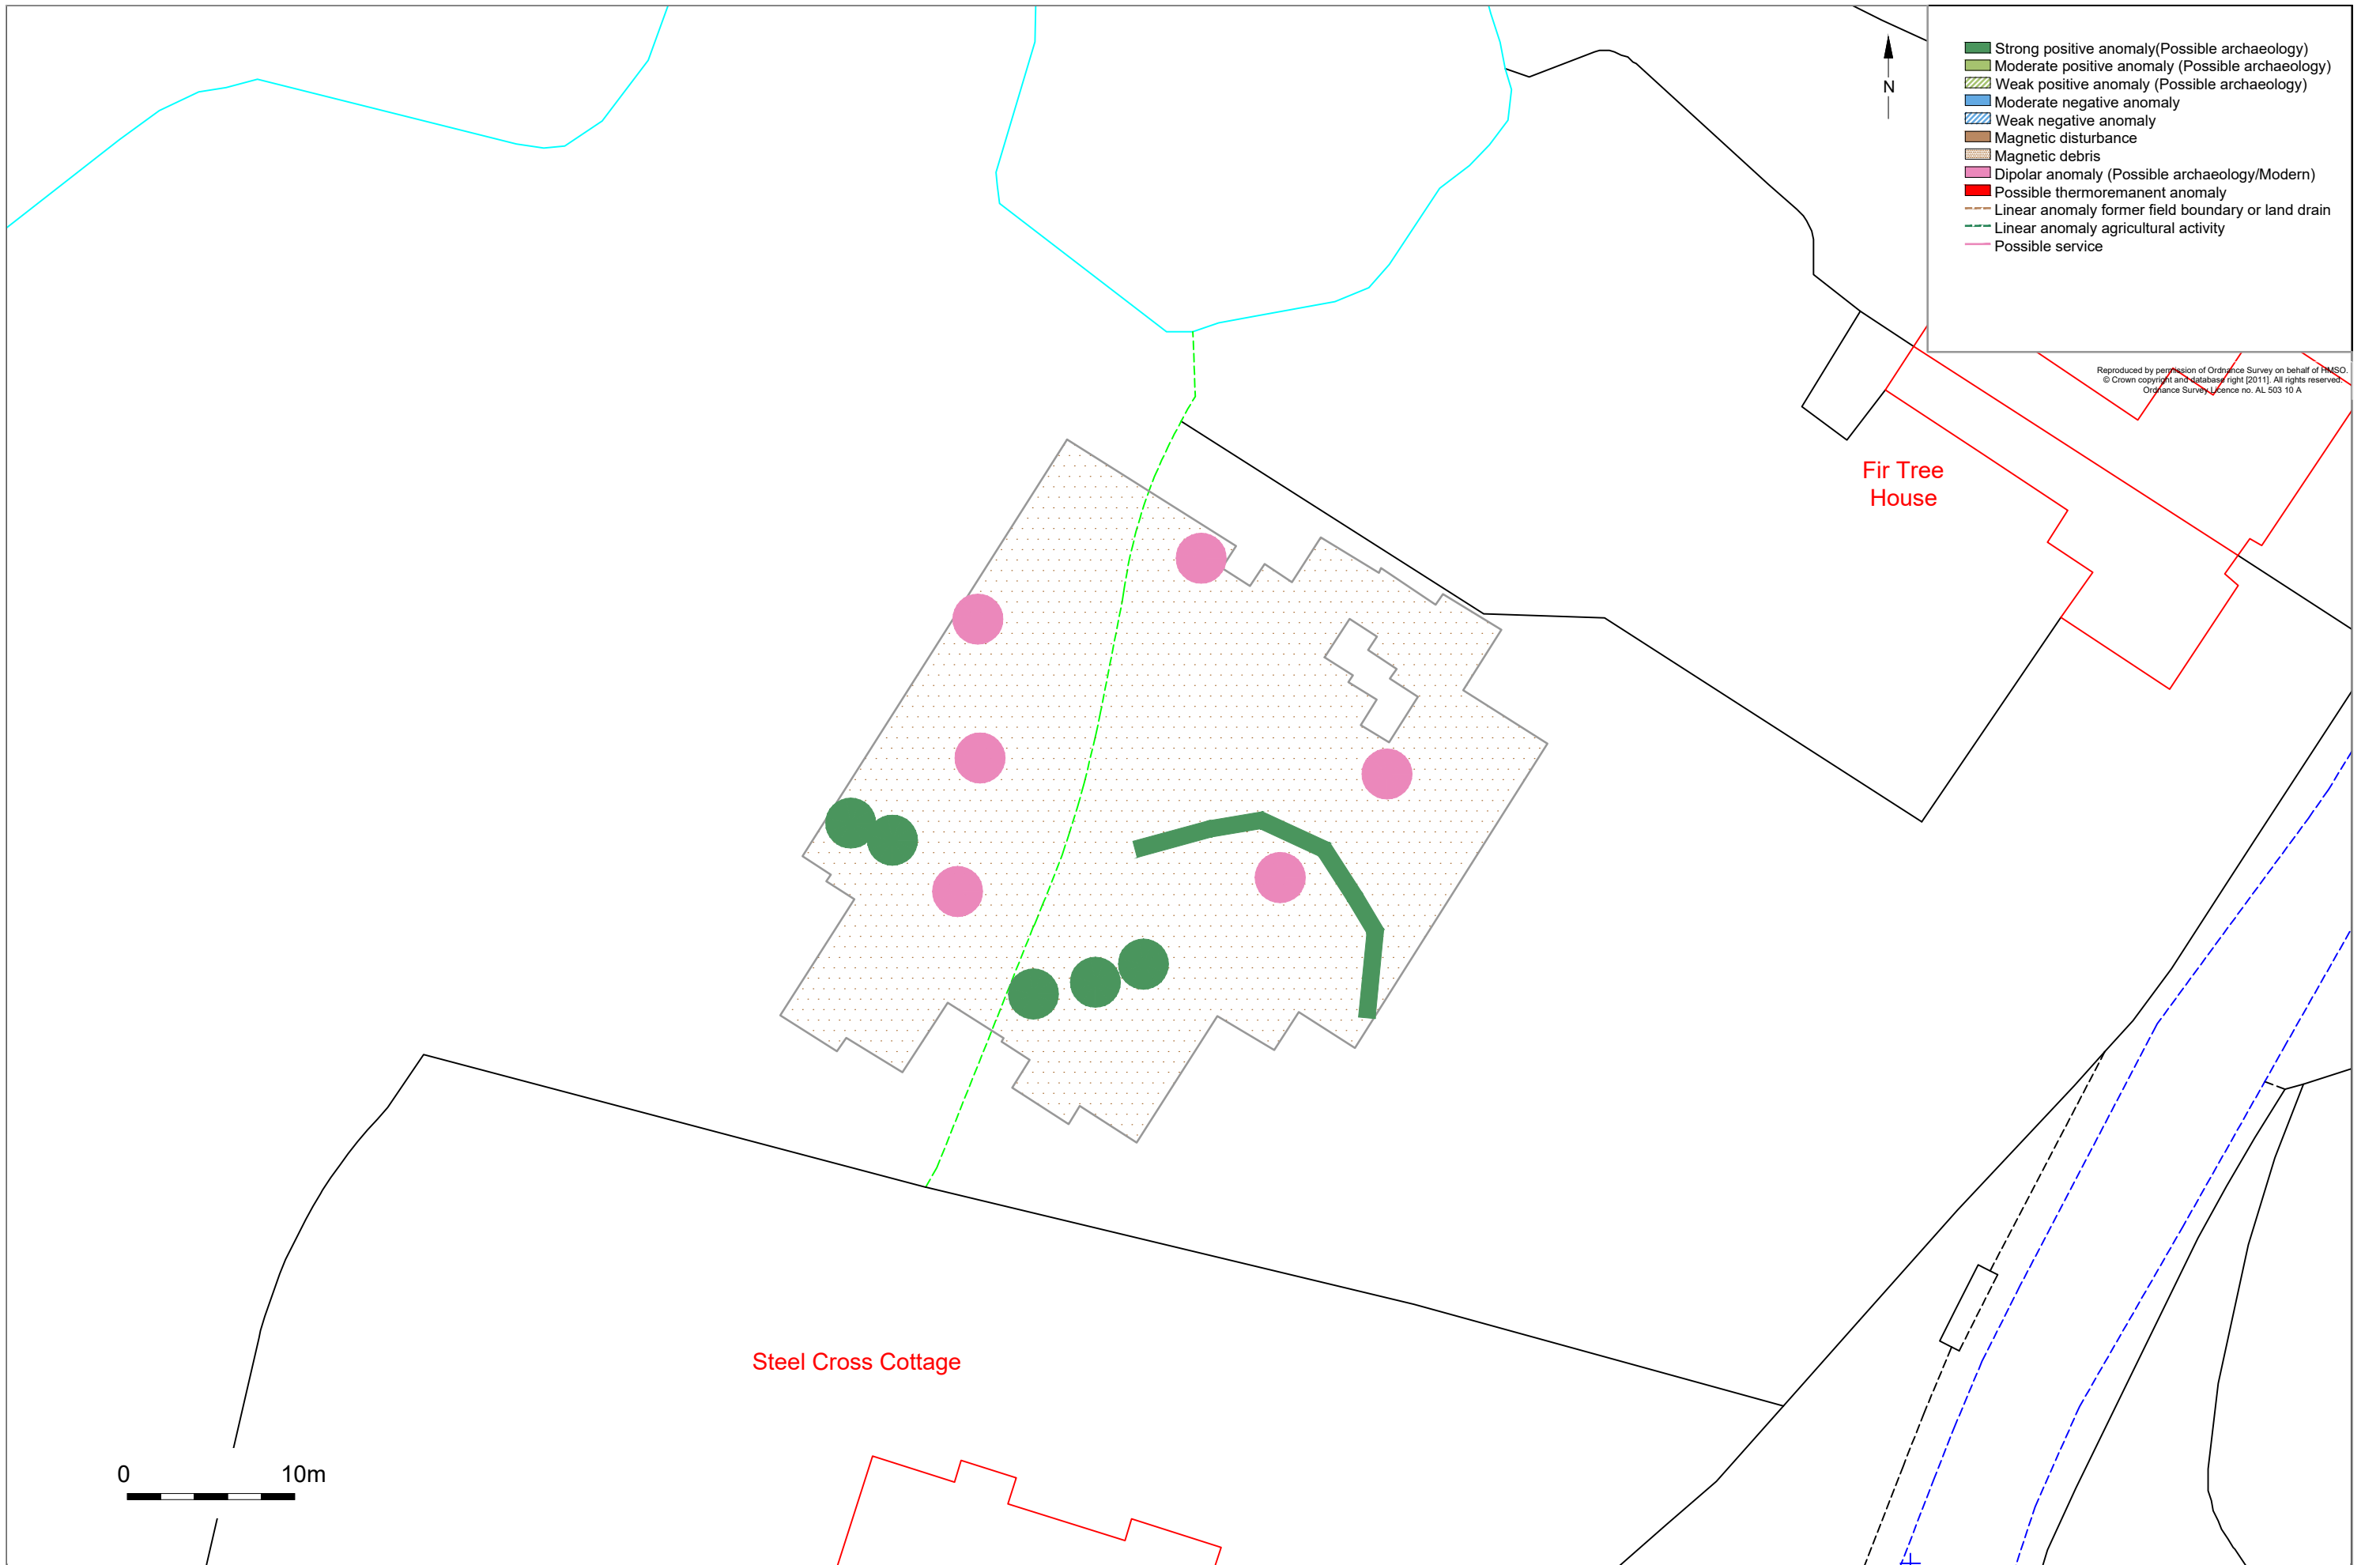 Strong positive anomaly(Possible archaeology)
Moderate positive anomaly (Possible archaeology)
Weak positive anomaly (Possible archaeology)
Moderate negative anomaly
Weak negative anomaly
Magnetic disturbance
Magnetic debris
Dipolar anomaly (Possible archaeology/Modern)
Possible thermoremanent anomaly
Linear anomaly former field boundary or land drain
Linear anomaly agricultural activity
Possible service
N
Reproduced by permission of Ordnance Survey on behalf of HMSO.
© Crown copyright and database right [2011]. All rights reserved.
Ordnance Survey Licence no. AL 503 10 A
Fir Tree
House
Steel Cross Cottage
0 10m